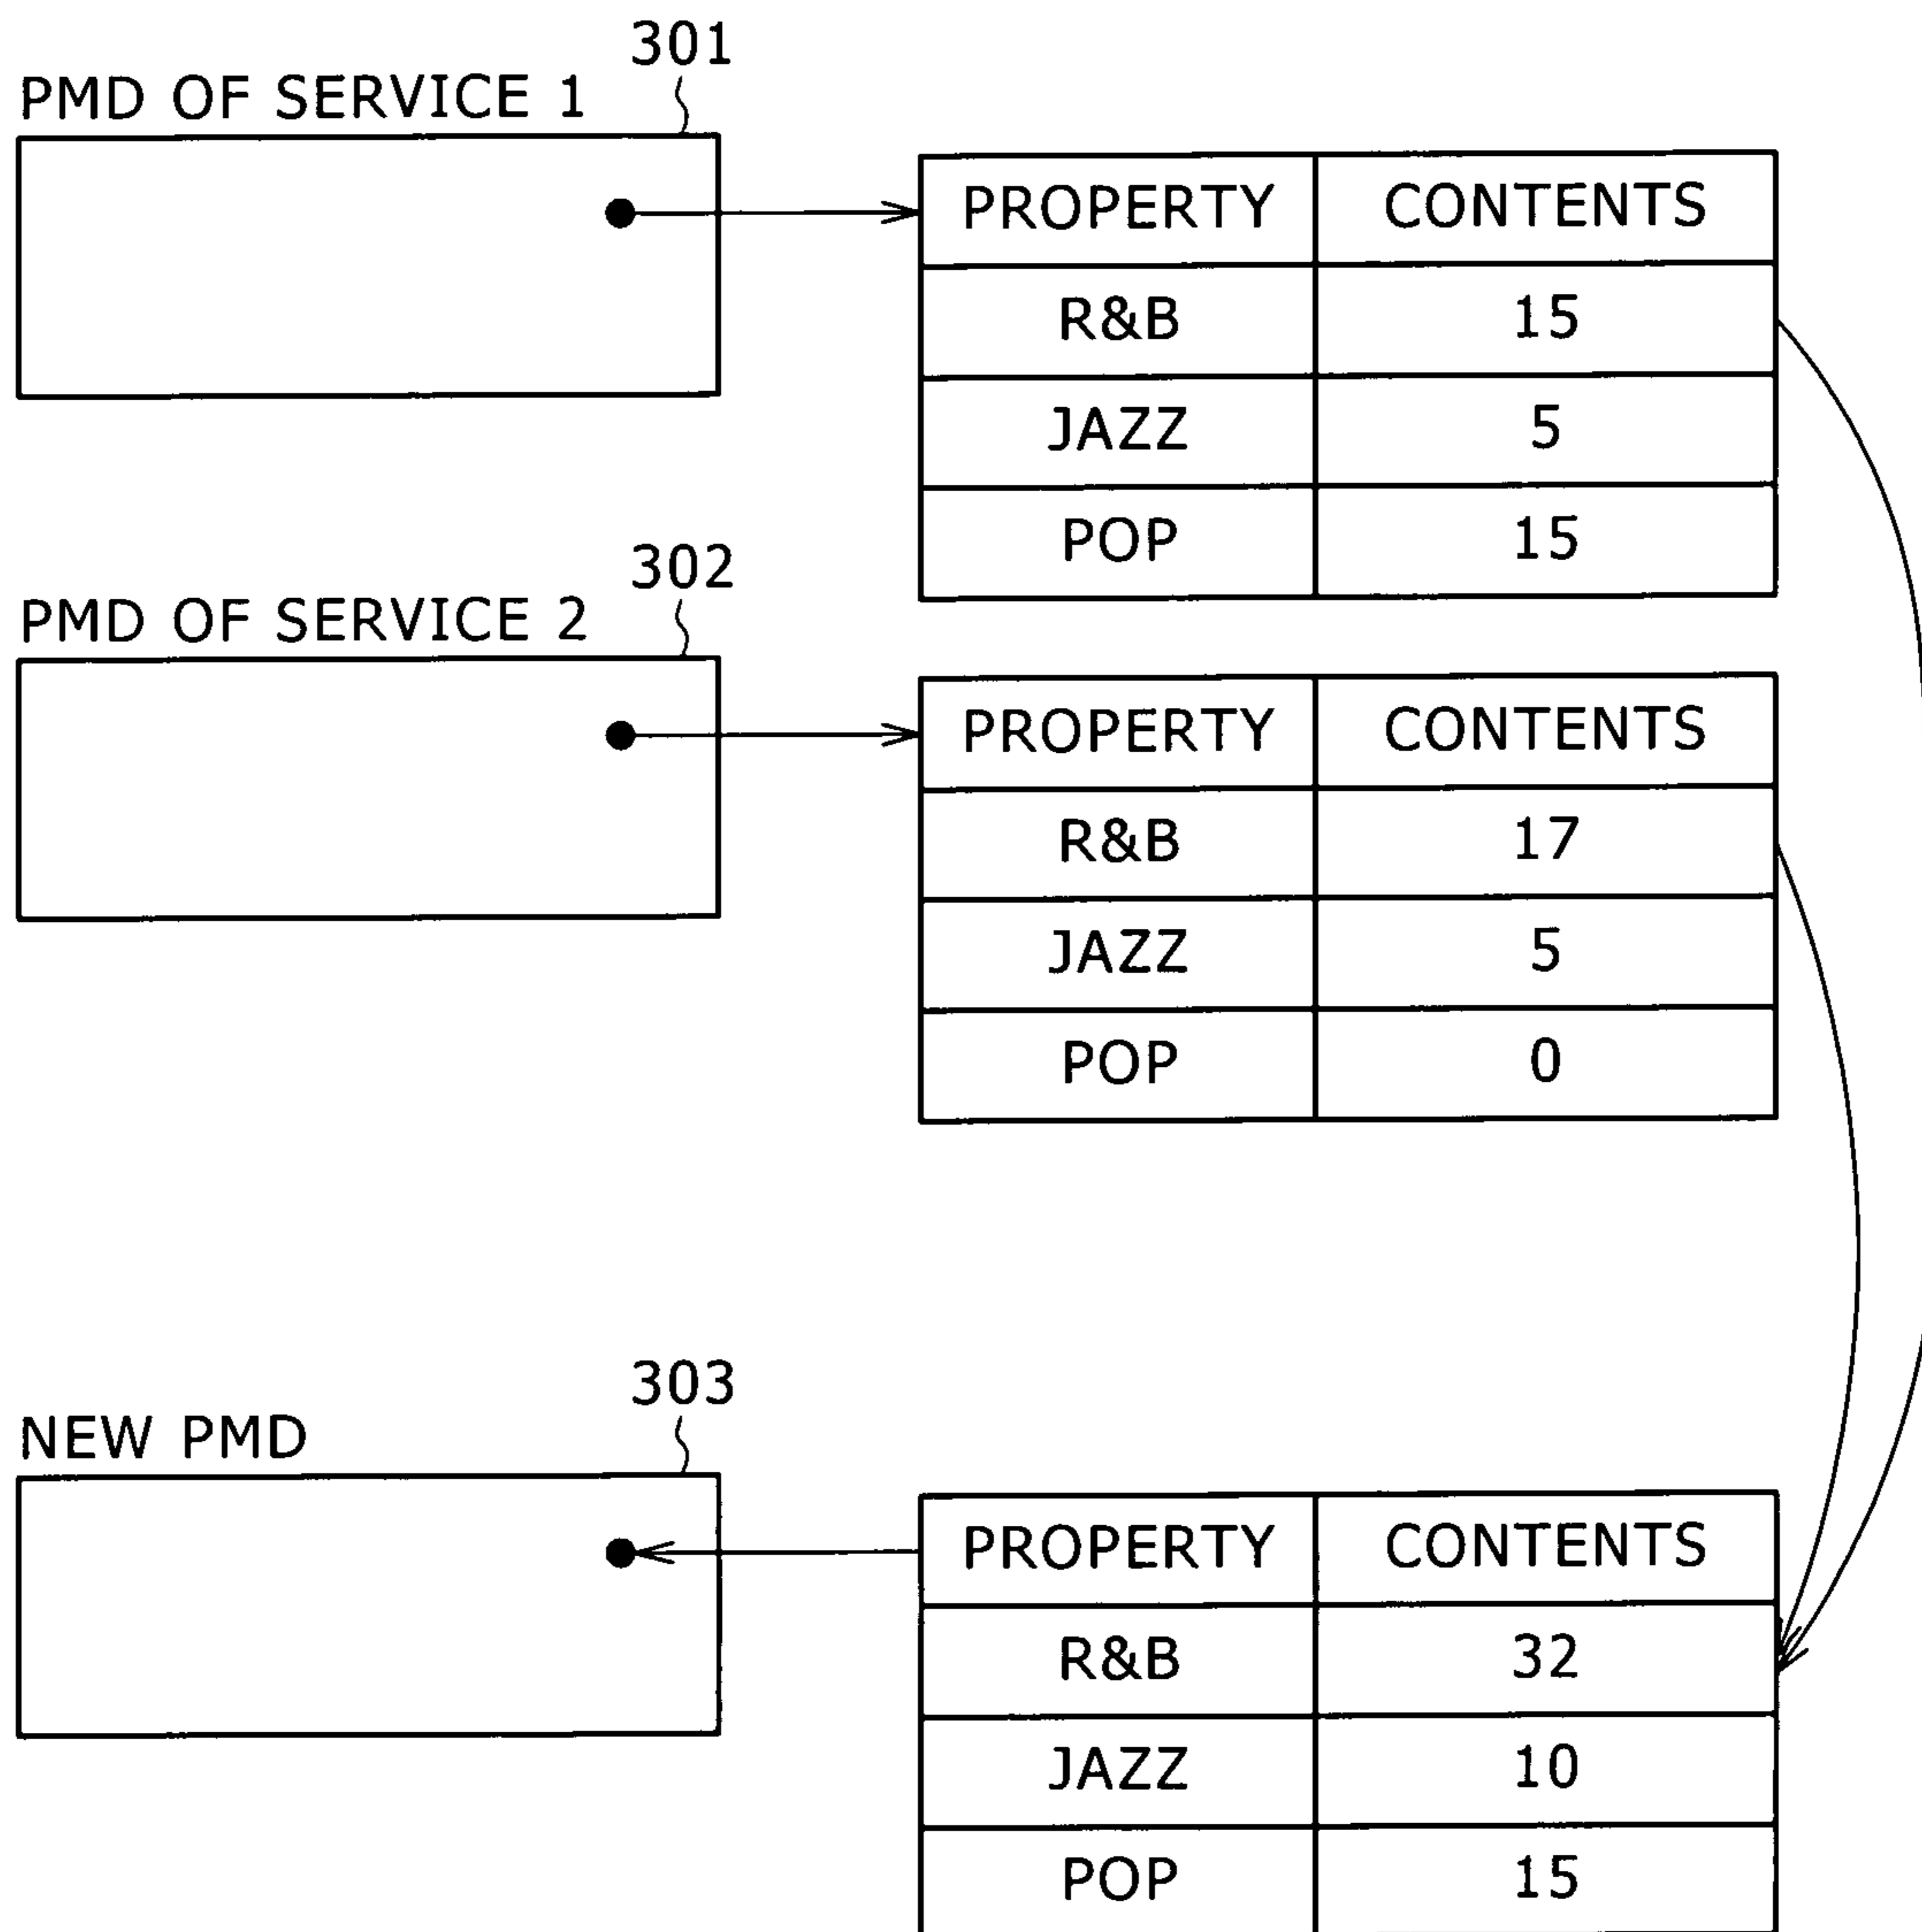 301
PMD OF SERVICE 1
PROPERTY CONTENTS
R&B 15
JAZZ 5
POP 15
302
PMD OF SERVICE 2
PROPERTY CONTENTS
R&B 17
JAZZ 5
POP 0
303
NEW PMD
PROPERTY CONTENTS
R&B 32
JAZZ 10
POP 15